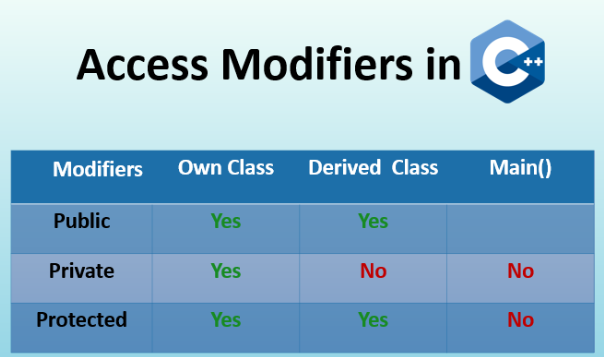 Access Modifiers in C++
Modifiers Own Class Derived Class Main()
Public Yes Yes
Private Yes No No
Protected Yes Yes No